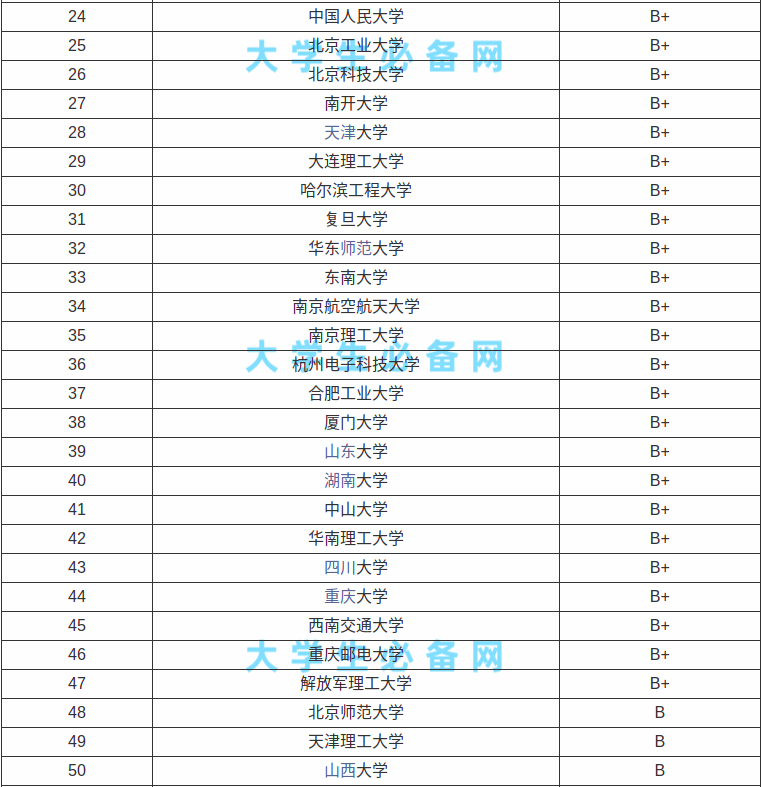 24 中国人民大学 B+
25 北京工业大学 B+
大学生必备网
26 北京科技大学 B+
27 南开大学 B+
28 天津大学 B+
29 大连理工大学 B+
30 哈尔滨工程大学 B+
31 复旦大学 B+
32 华东师范大学 B+
33 东南大学 B+
34 南京航空航天大学 B+
35 南京理工大学 B+
大学生必备网
36 杭州电子科技大学 B+
37 合肥工业大学 B+
38 厦门大学 B+
39 山东大学 B+
40 湖南大学 B+
41 中山大学 B+
42 华南理工大学 B+
43 四川大学 B+
44 重庆大学 B+
45 西南交通大学 B+
46 重庆邮电大学 B+
大学生必备网
47 解放军理工大学 B+
48 北京师范大学 B
49 天津理工大学 B
50 山西大学 B